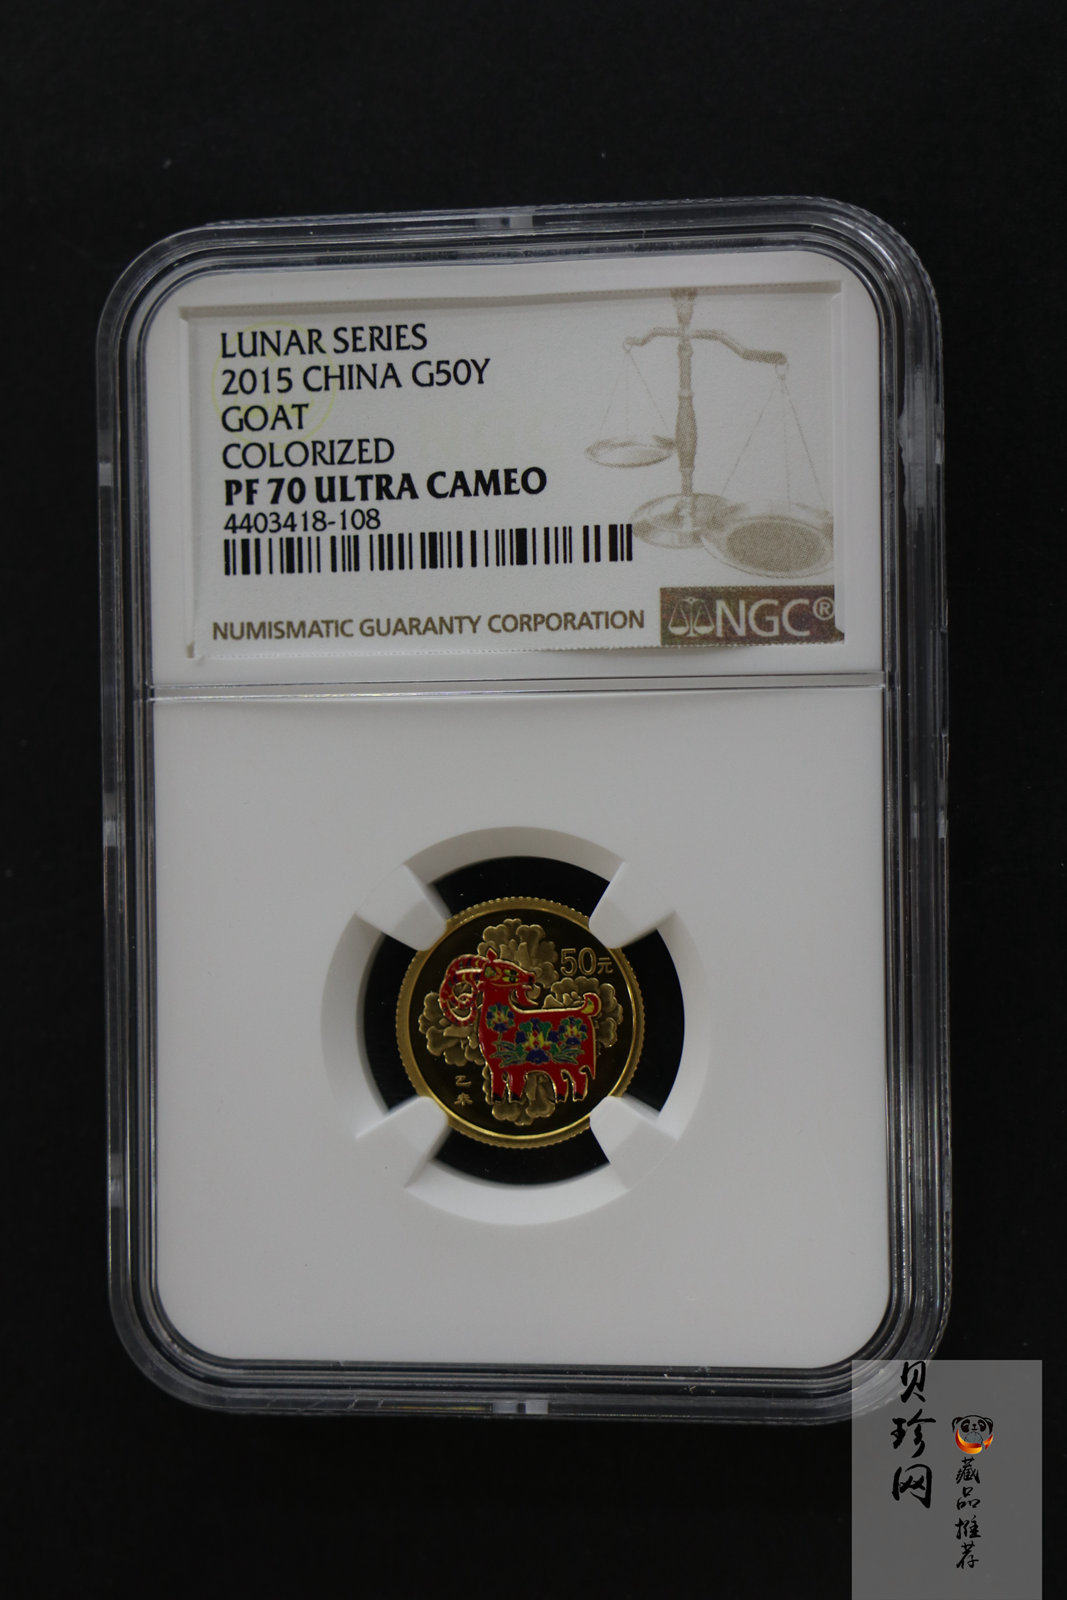 LUNAR SERIES
2015 CHINA G50Y
GOAT
COLORIZED
PF 70 ULTRA CAMEO
4403418-108
NUMISMATIC GUARANTY CORPORATION
NGC®
50元
乙
未
贝珍网
藏品推荐